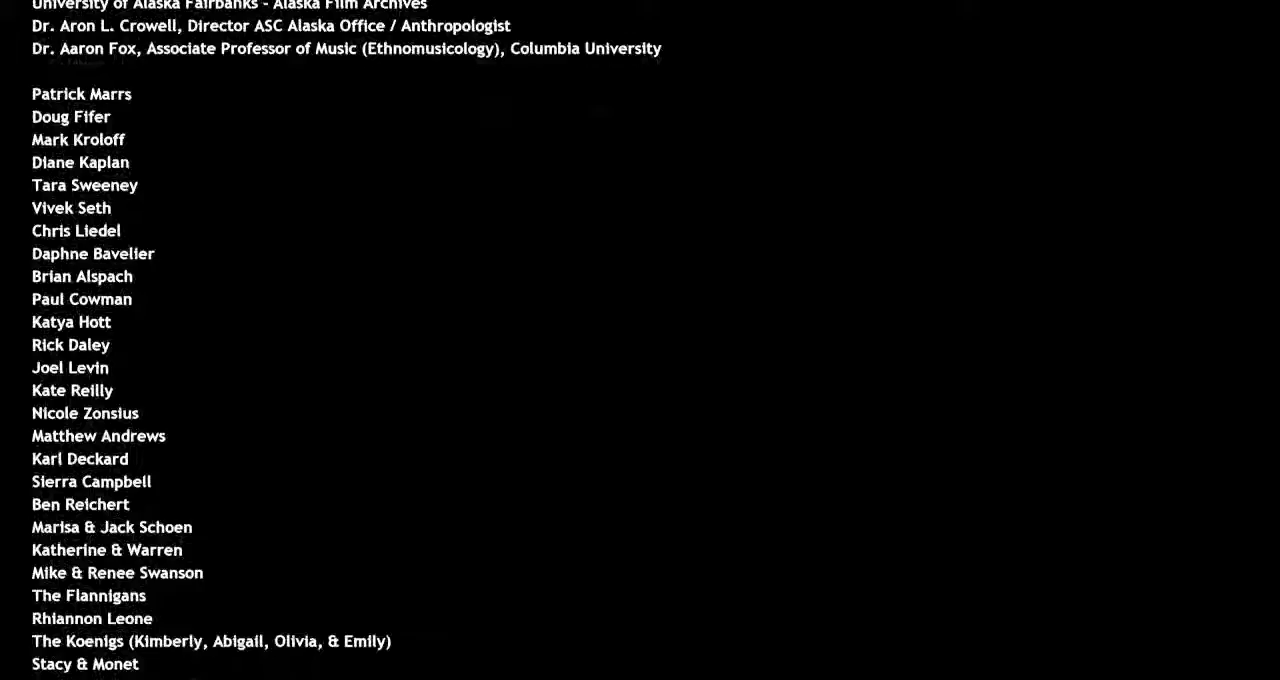 University of Alaska Fairbanks - Alaska Film Archives
Dr. Aron L. Crowell, Director ASC Alaska Office / Anthropologist
Dr. Aaron Fox, Associate Professor of Music (Ethnomusicology), Columbia University
Patrick Marrs
Doug Fifer
Mark Kroloff
Diane Kaplan
Tara Sweeney
Vivek Seth
Chris Liedel
Daphne Bavelier
Brian Alspach
Paul Cowman
Katya Hott
Rick Daley
Joel Levin
Kate Reilly
Nicole Zonsius
Matthew Andrews
Karl Deckard
Sierra Campbell
Ben Reichert
Marisa & Jack Schoen
Katherine & Warren
Mike & Renee Swanson
The Flannigans
Rhiannon Leone
The Koenigs (Kimberly, Abigail, Olivia, & Emily)
Stacy & Monet